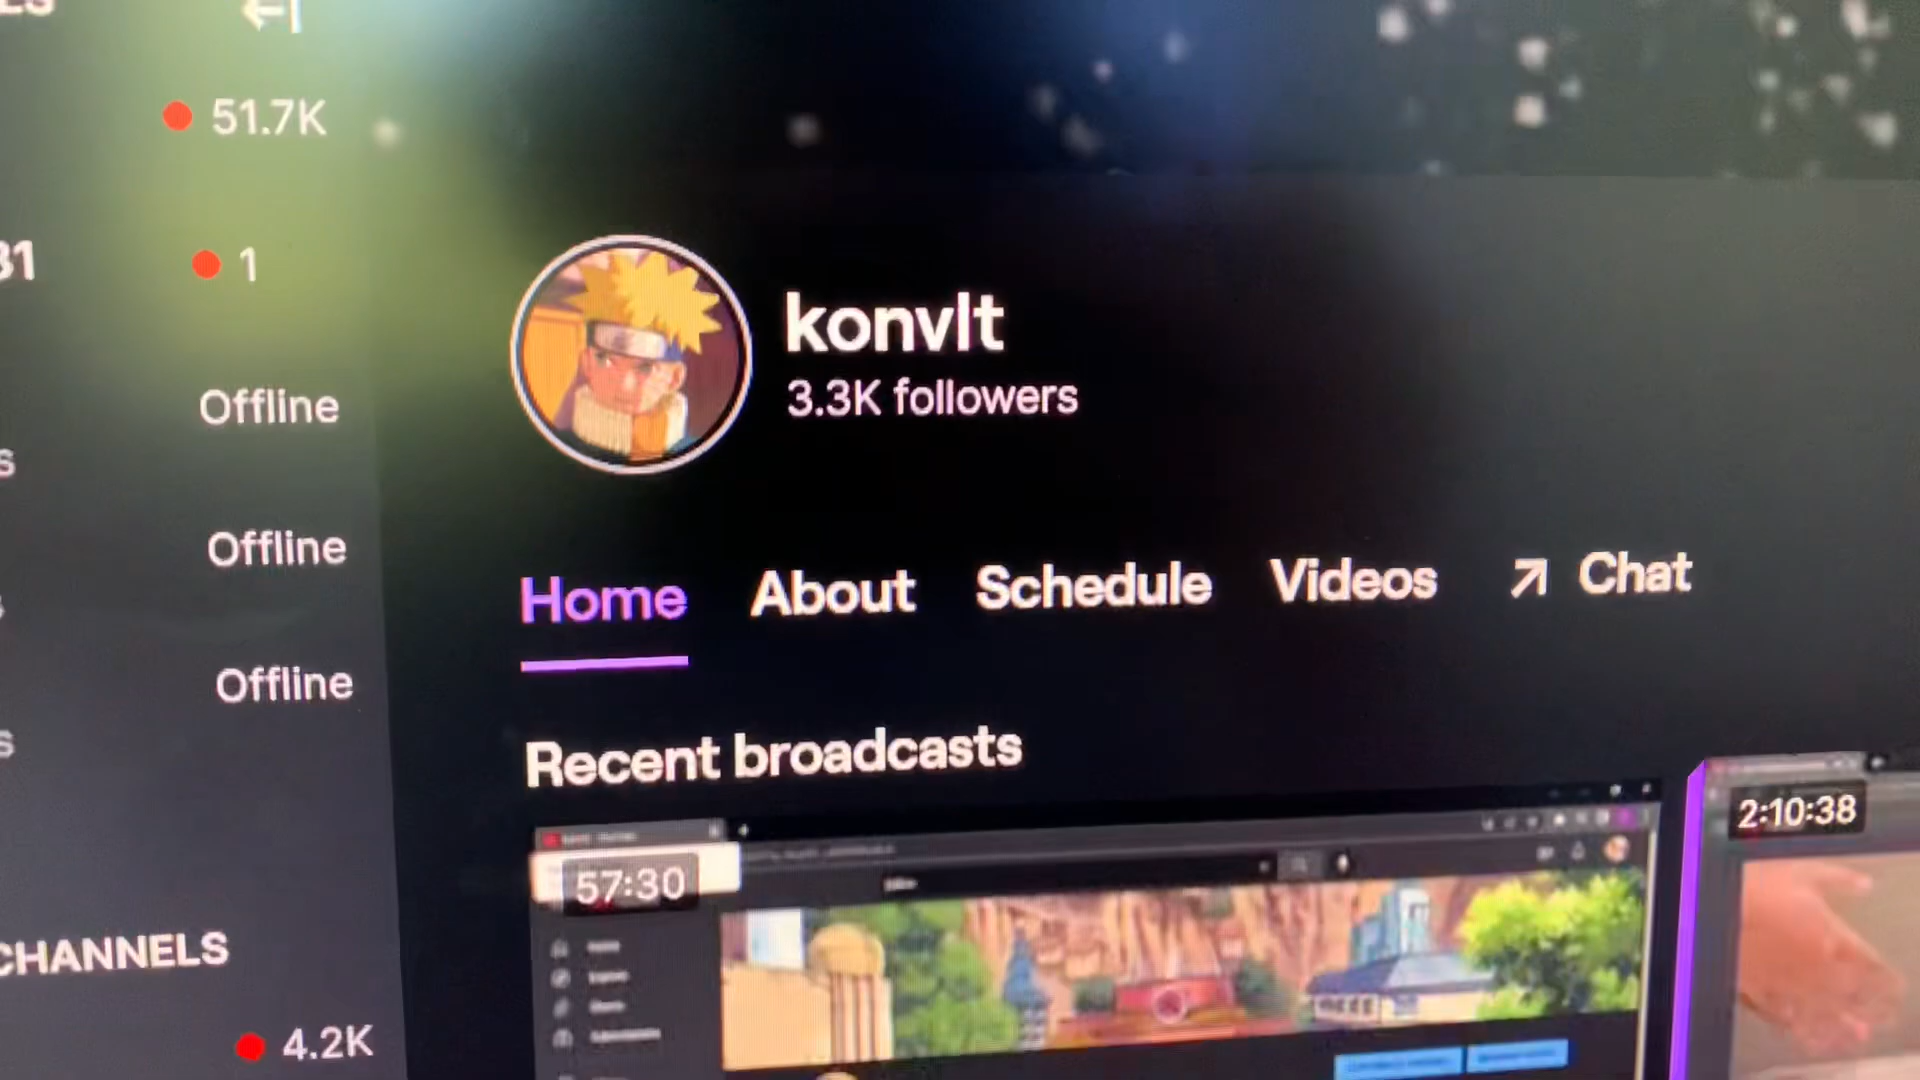 51.7K
31
1
konvlt
3.3K followers
Offline
s
Offline
Home About Schedule Videos Chat
Offline
s
Recent broadcasts
57:30
2:10:38
CHANNELS
4.2K